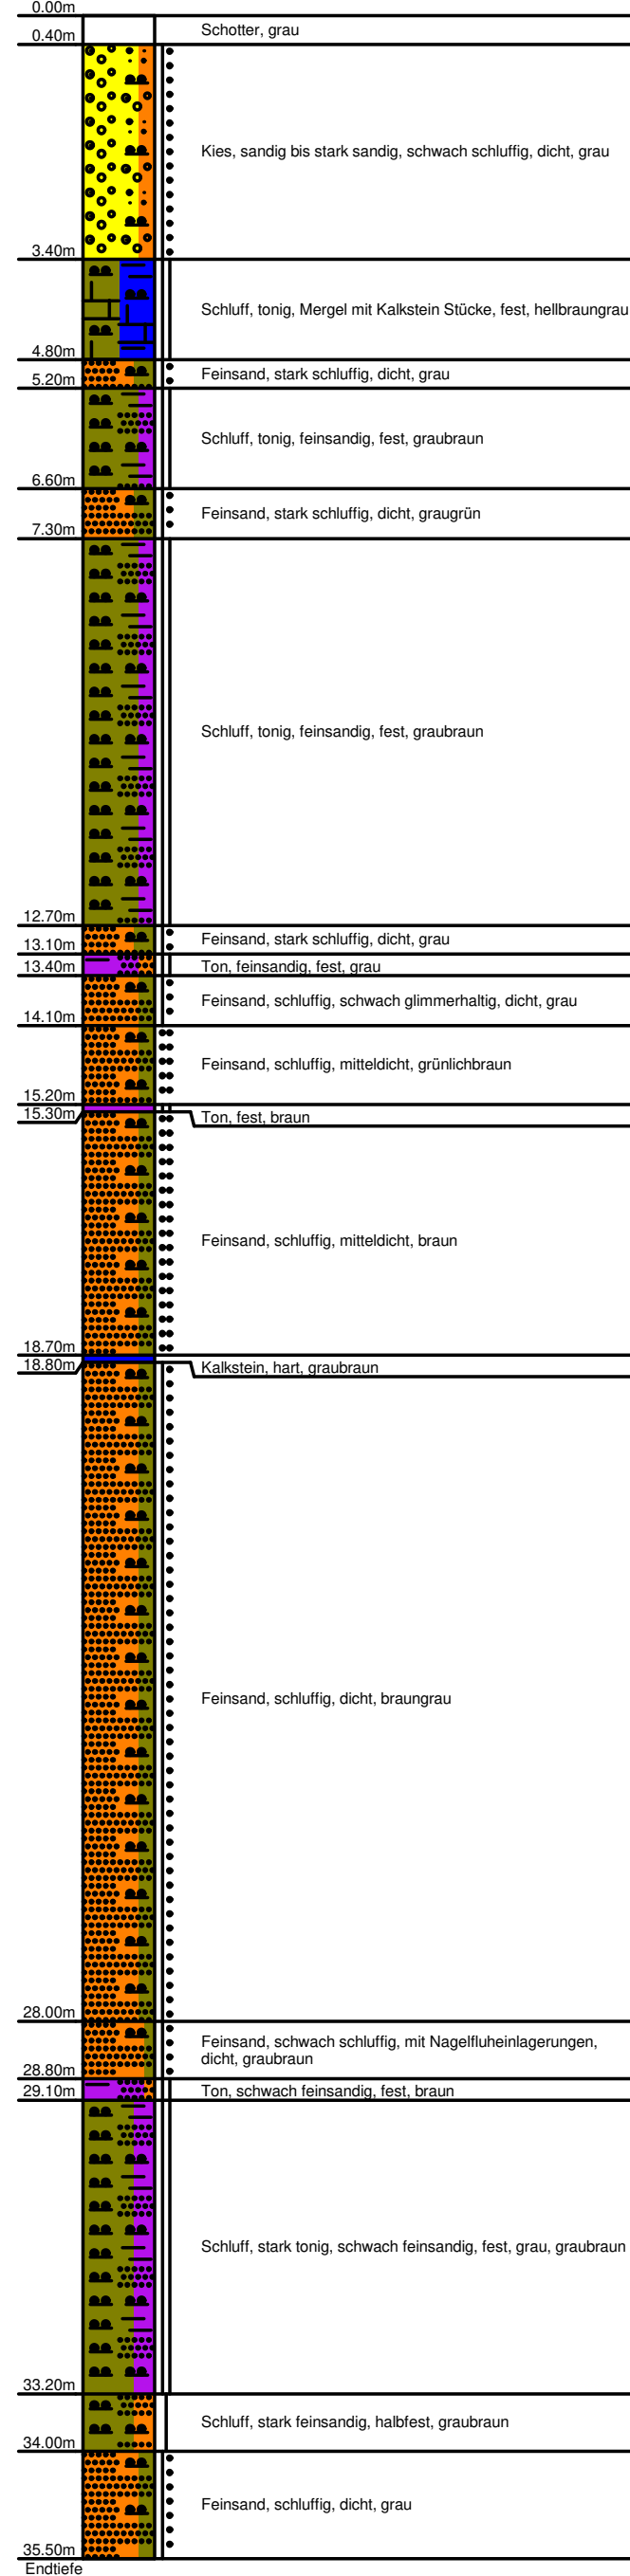 0.00m
Schotter, grau
0.40m
Kies, sandig bis stark sandig, schwach schluffig, dicht, grau
3.40m
Schluff, tonig, Mergel mit Kalkstein Stücke, fest, hellbraungrau
4.80m
Feinsand, stark schluffig, dicht, grau
5.20m
Schluff, tonig, feinsandig, fest, graubraun
6.60m
Feinsand, stark schluffig, dicht, graugrün
7.30m
Schluff, tonig, feinsandig, fest, graubraun
12.70m
Feinsand, stark schluffig, dicht, grau
13.10m
Ton, feinsandig, fest, grau
13.40m
Feinsand, schluffig, schwach glimmerhaltig, dicht, grau
14.10m
Feinsand, schluffig, mitteldicht, grünlichbraun
15.20m
15.30m
Ton, fest, braun
Feinsand, schluffig, mitteldicht, braun
18.70m
18.80m
Kalkstein, hart, graubraun
Feinsand, schluffig, dicht, braungrau
28.00m
Feinsand, schwach schluffig, mit Nagelfluheinlagerungen,
dicht, graubraun
28.80m
Ton, schwach feinsandig, fest, braun
29.10m
Schluff, stark tonig, schwach feinsandig, fest, grau, graubraun
33.20m
Schluff, stark feinsandig, halbfest, graubraun
34.00m
Feinsand, schluffig, dicht, grau
35.50m
Endtiefe